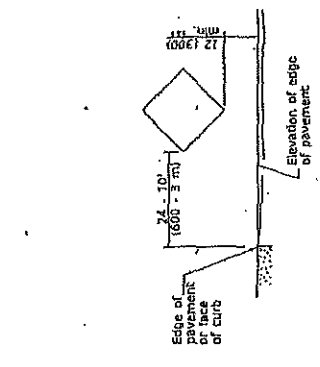 Edge of
pavement
or face
of curb
24 - 10'
(600 - 3 m)
12
min.
(300)
Elevation of edge
of pavement